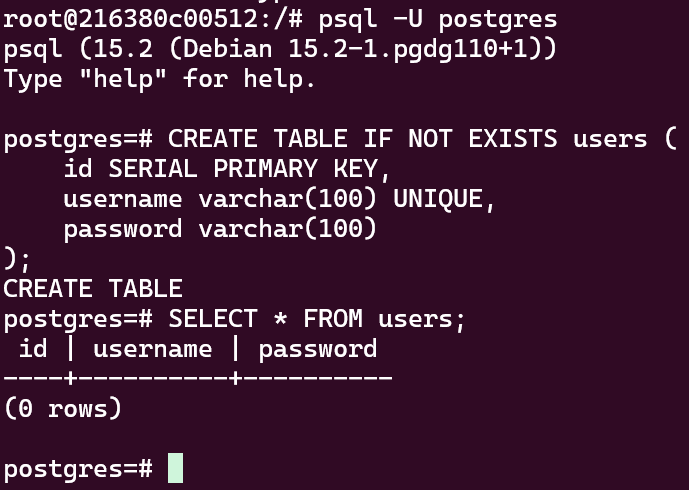 root@216380c00512:/# psql -U postgres
psql (15.2 (Debian 15.2-1.pgdg110+1))
Type "help" for help.

postgres=# CREATE TABLE IF NOT EXISTS users (
    id SERIAL PRIMARY KEY,
    username varchar(100) UNIQUE,
    password varchar(100)
);
CREATE TABLE
postgres=# SELECT * FROM users;
 id | username | password
----+----------+----------
(0 rows)

postgres=#